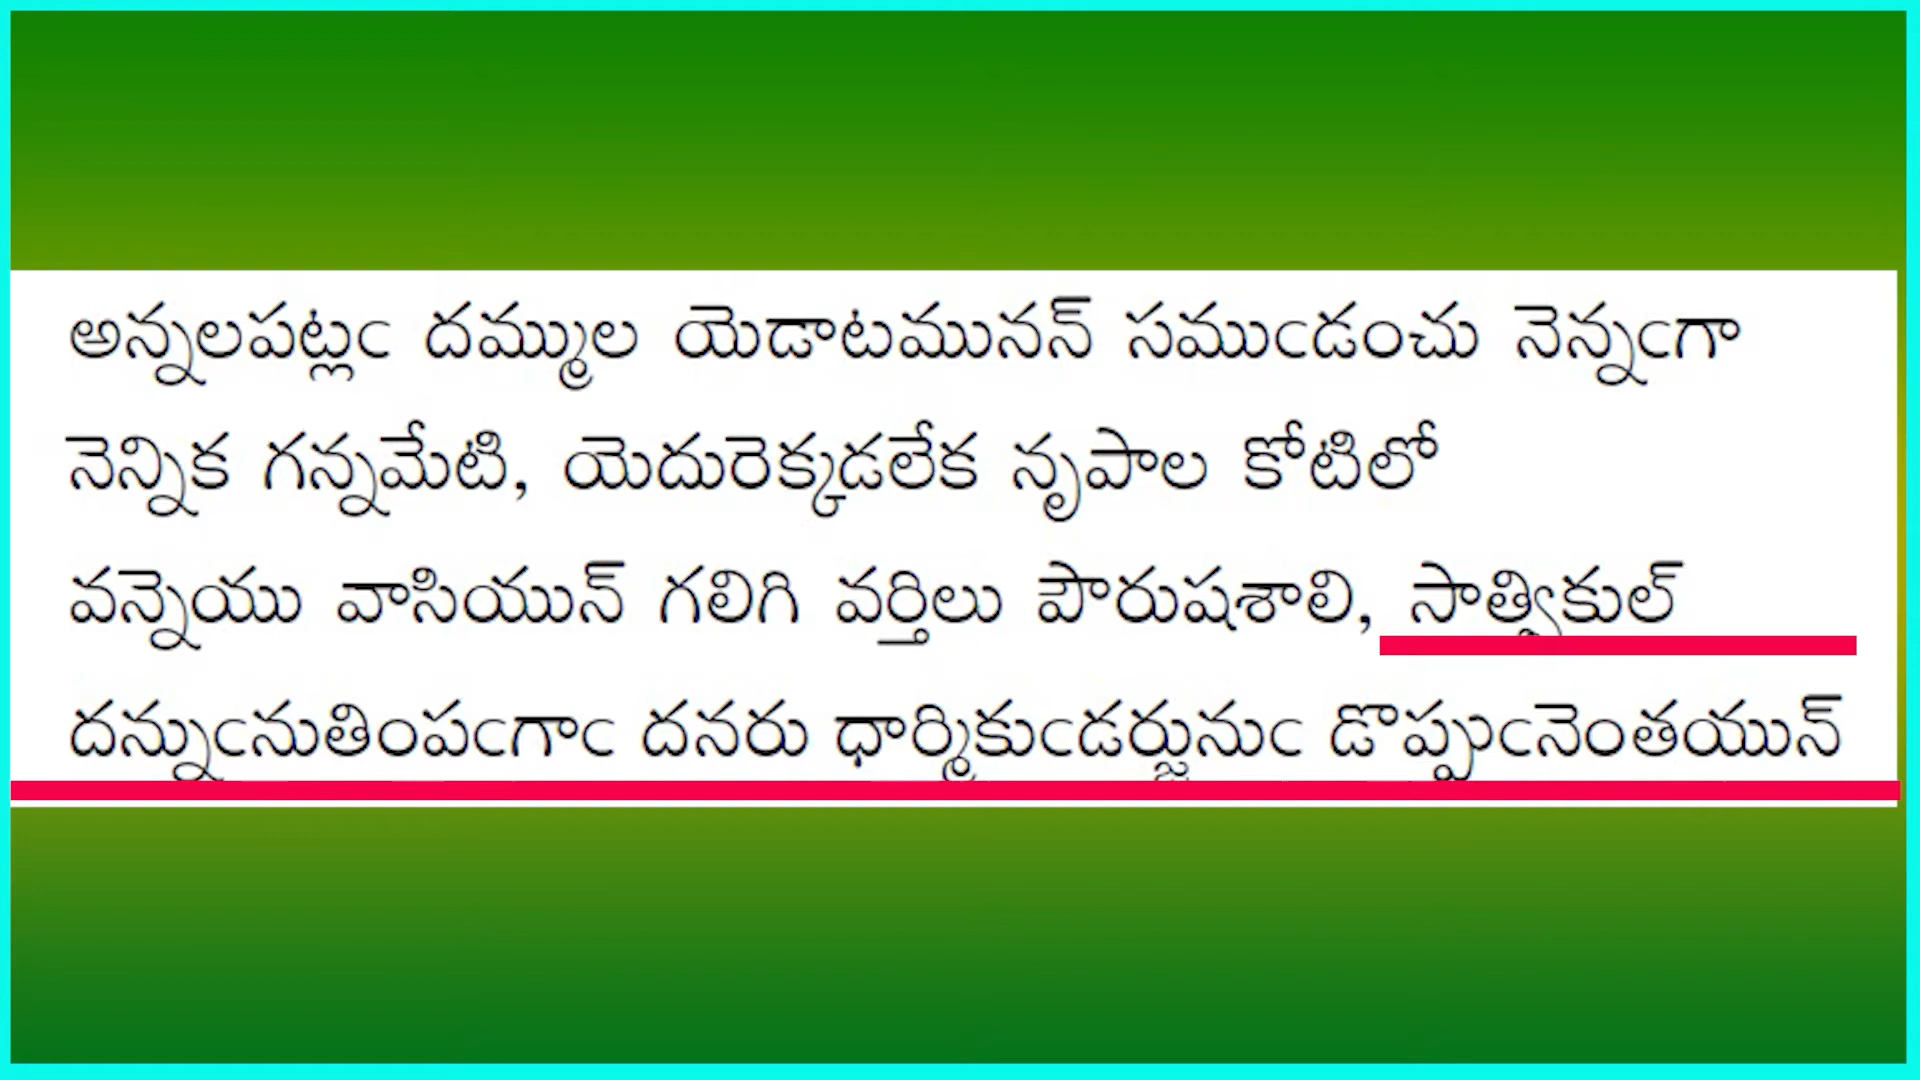 అన్నలపట్లఁ దమ్ముల యెడాటమునన్ సముఁడంచు నెన్నఁగా
నెన్నిక గన్నమేటి, యెదురెక్కడలేక నృపాల కోటిలో
వన్నెయు వాసియున్ గలిగి వర్తిలు పౌరుషశాలి, సాత్త్వికుల్
దన్నుఁనుతింపఁగాఁ దనరు ధార్మికుఁడర్జునుఁ డొప్పుఁనెంతయున్